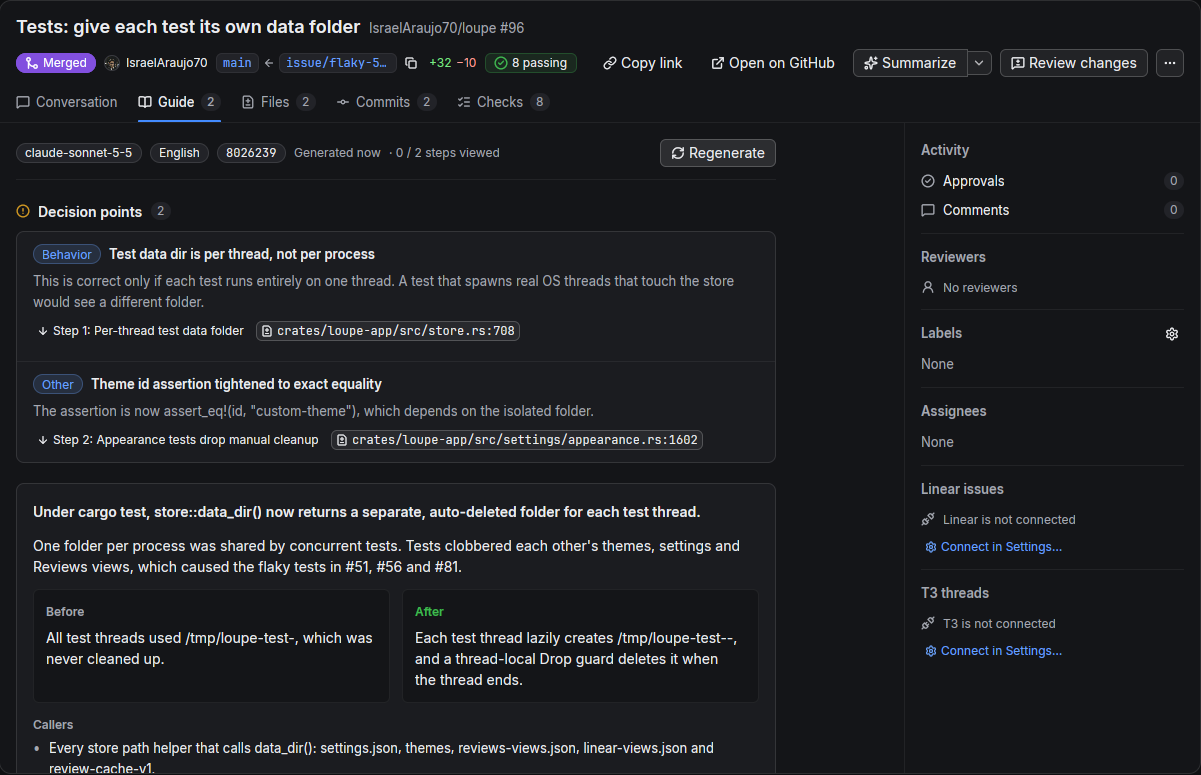 Tests: give each test its own data folder IsraelAraujo70/loupe #96
Merged IsraelAraujo70 main ← issue/flaky-5… +32 −10 8 passing Copy link Open on GitHub Summarize Review changes ...
Conversation Guide 2 Files 2 Commits 2 Checks 8
claude-sonnet-5-5 English 8026239 Generated now · 0 / 2 steps viewed Regenerate
Decision points 2
Behavior Test data dir is per thread, not per process
This is correct only if each test runs entirely on one thread. A test that spawns real OS threads that touch the store
would see a different folder.
↓ Step 1: Per-thread test data folder crates/loupe-app/src/store.rs:708
Other Theme id assertion tightened to exact equality
The assertion is now assert_eq!(id, "custom-theme"), which depends on the isolated folder.
↓ Step 2: Appearance tests drop manual cleanup crates/loupe-app/src/settings/appearance.rs:1602
Under cargo test, store::data_dir() now returns a separate, auto-deleted folder for each test thread.
One folder per process was shared by concurrent tests. Tests clobbered each other's themes, settings and
Reviews views, which caused the flaky tests in #51, #56 and #81.
Before
All test threads used /tmp/loupe-test-, which was
never cleaned up.
After
Each test thread lazily creates /tmp/loupe-test--,
and a thread-local Drop guard deletes it when
the thread ends.
Callers
• Every store path helper that calls data_dir(): settings.json, themes, reviews-views.json, linear-views.json and
review-cache-v1.
Activity
Approvals 0
Comments 0
Reviewers
No reviewers
Labels
None
Assignees
None
Linear issues
Linear is not connected
Connect in Settings...
T3 threads
T3 is not connected
Connect in Settings...